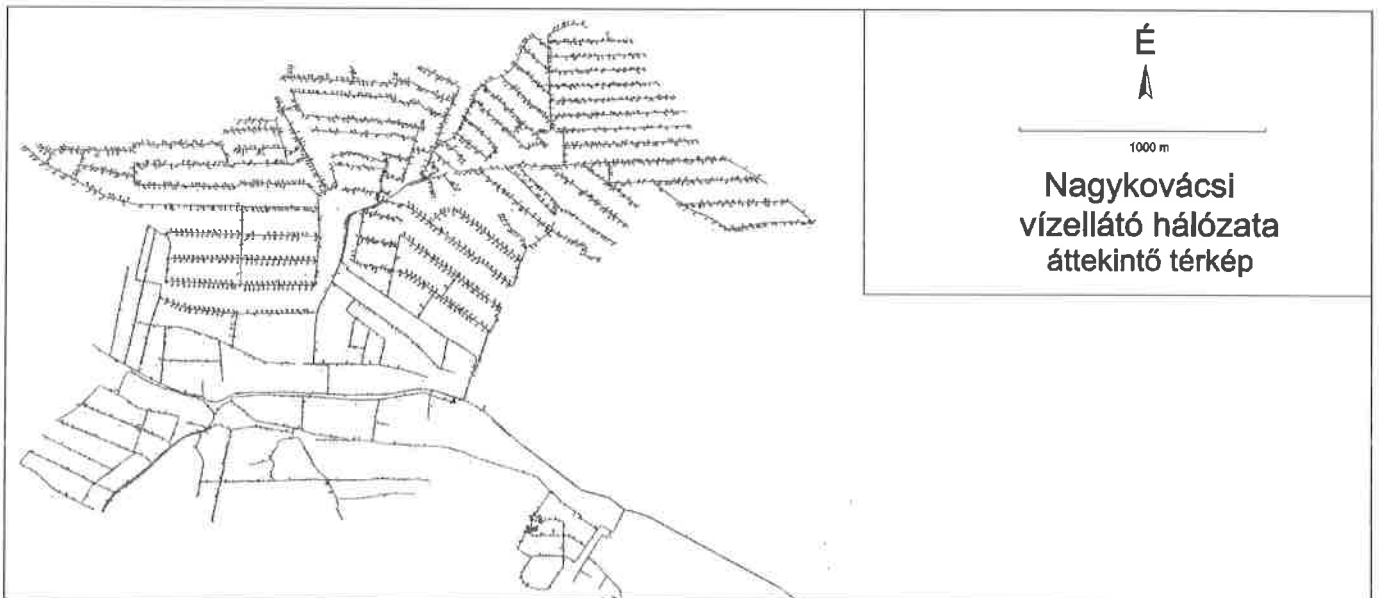 É
1000 m
Nagykovácsi
vízellátó hálózata
áttekintő térkép